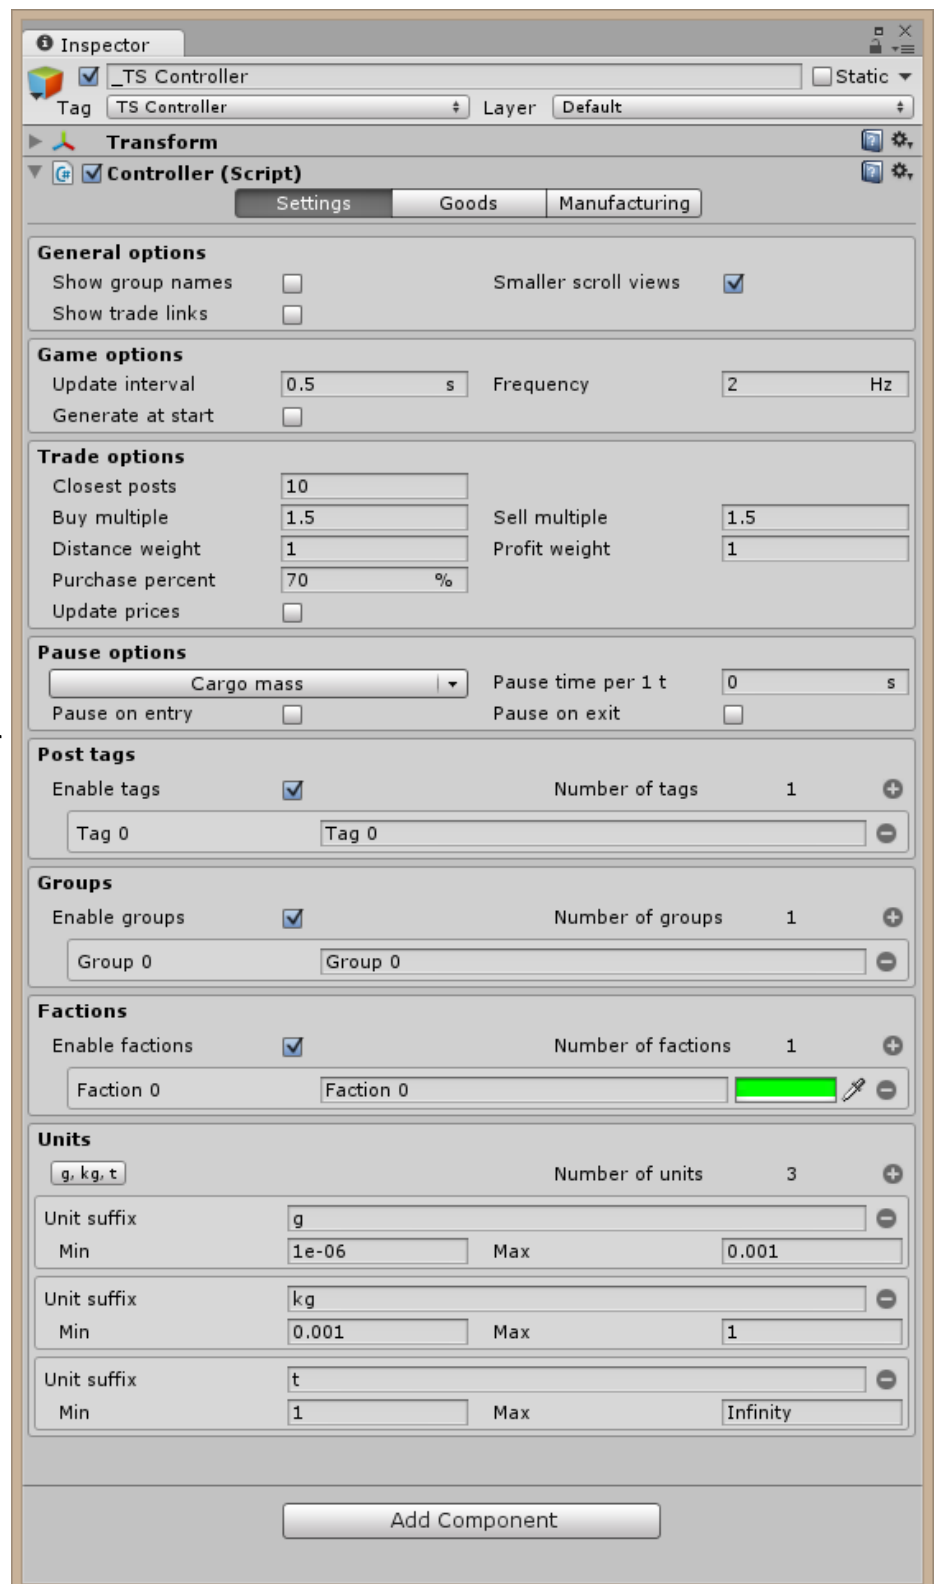 Inspector
_TS Controller Static
Tag TS Controller Layer Default
Transform
Controller (Script)
Settings Goods Manufacturing
General options
Show group names Smaller scroll views
Show trade links
Game options
Update interval 0.5 s Frequency 2 Hz
Generate at start
Trade options
Closest posts 10
Buy multiple 1.5 Sell multiple 1.5
Distance weight 1 Profit weight 1
Purchase percent 70 %
Update prices
Pause options
Cargo mass Pause time per 1 t 0 s
Pause on entry Pause on exit
Post tags
Enable tags Number of tags 1
Tag 0 Tag 0
Groups
Enable groups Number of groups 1
Group 0 Group 0
Factions
Enable factions Number of factions 1
Faction 0 Faction 0
Units
g, kg, t Number of units 3
Unit suffix g
Min 1e-06 Max 0.001
Unit suffix kg
Min 0.001 Max 1
Unit suffix t
Min 1 Max Infinity
Add Component